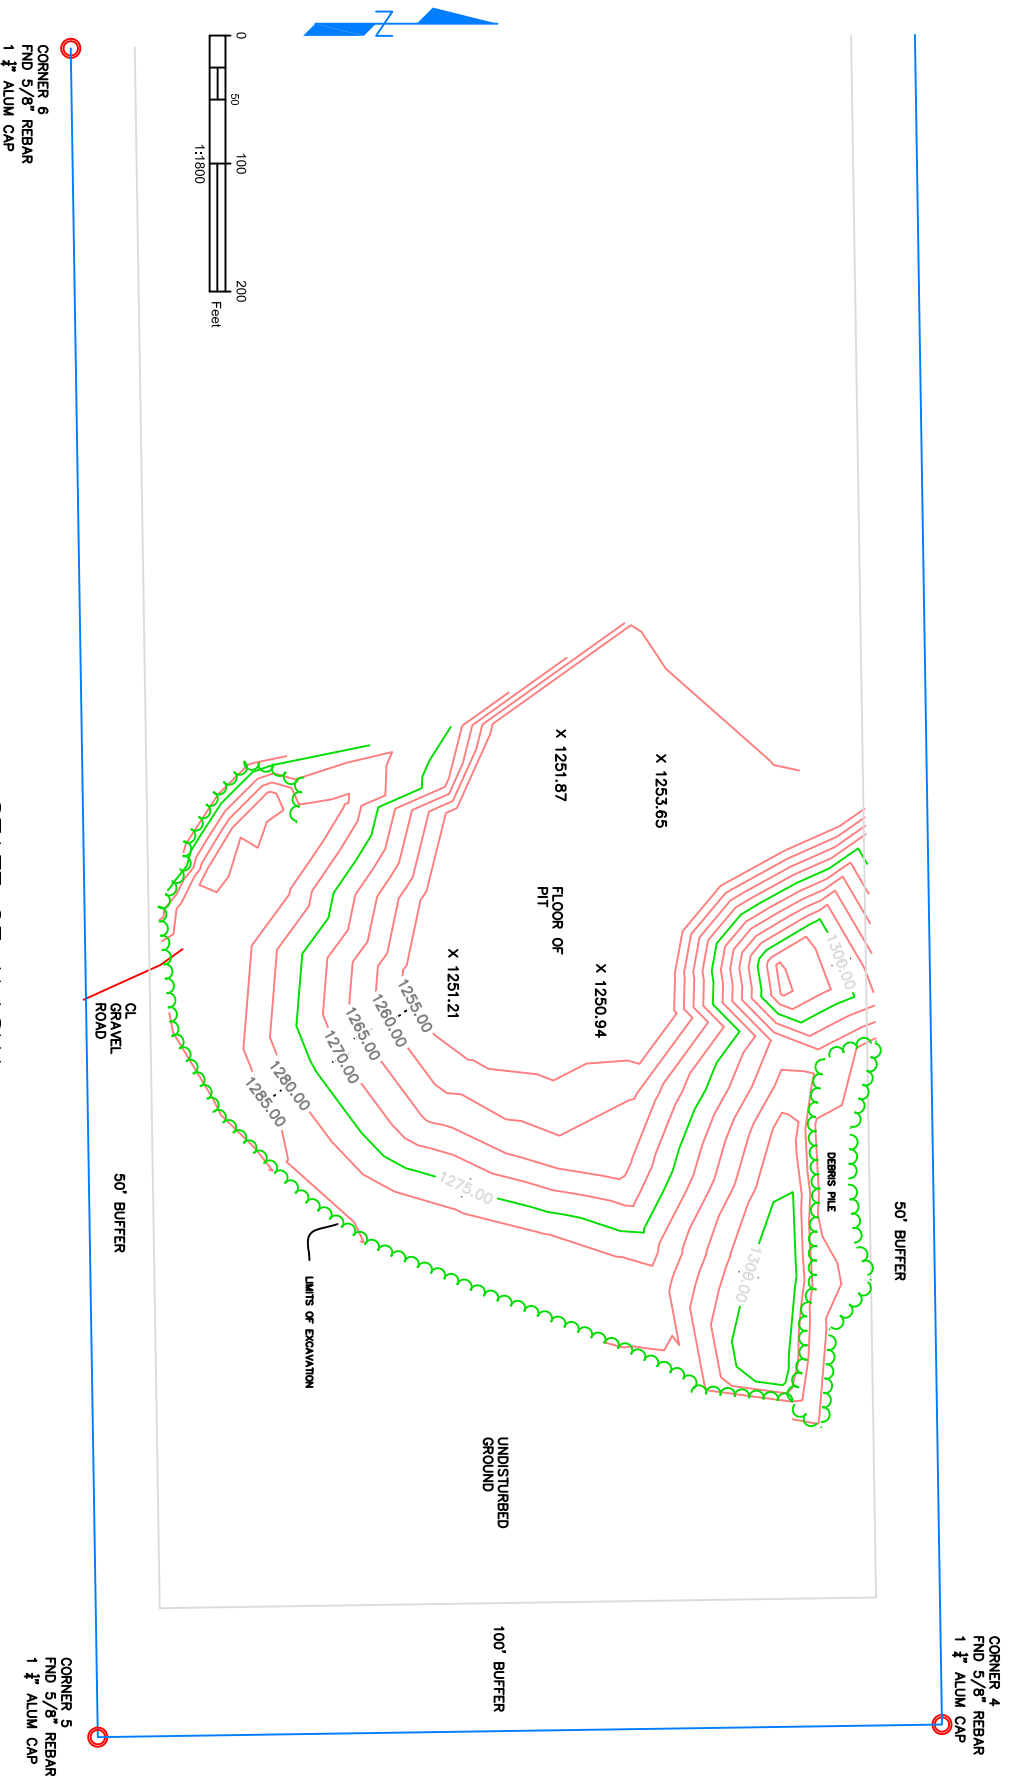 N
0
50
100
200
Feet
1:1800
CORNER 6
FND 5/8" REBAR
1 ¼" ALUM CAP
X 1253.65
X 1251.87
FLOOR OF
PIT
X 1250.94
X 1251.21
1300.00
1255.00
1260.00
1265.00
1270.00
1280.00
1285.00
1275.00
1300.00
DEBRIS PILE
CL
GRAVEL
ROAD
50' BUFFER
50' BUFFER
LIMITS OF EXCAVATION
UNDISTURBED
GROUND
100' BUFFER
CORNER 4
FND 5/8" REBAR
1 ¼" ALUM CAP
CORNER 5
FND 5/8" REBAR
1 ¼" ALUM CAP